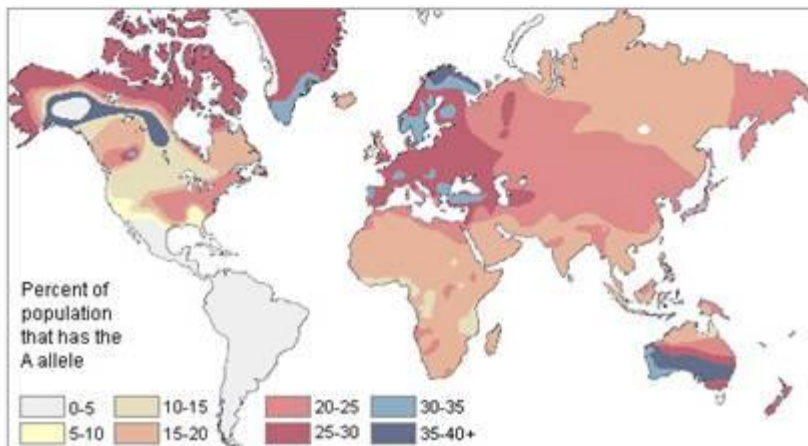 Percent of
population
that has the
A allele
0-5 10-15 20-25 30-35
5-10 15-20 25-30 35-40+